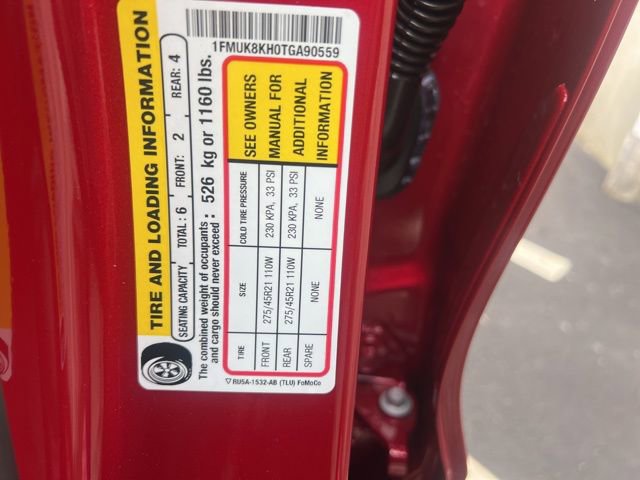 1FMUK8KH0TGA90559
TIRE AND LOADING INFORMATION
SEATING CAPACITY TOTAL : 6 FRONT: 2 REAR: 4
The combined weight of occupants
and cargo should never exceed : 526 kg or 1160 lbs.
TIRE SIZE COLD TIRE PRESSURE
FRONT 275/45R21 110W 230 KPA, 33 PSI
REAR 275/45R21 110W 230 KPA, 33 PSI
SPARE NONE NONE
SEE OWNERS
MANUAL FOR
ADDITIONAL
INFORMATION
RU5A-1532-AB (TLU) FoMoCo